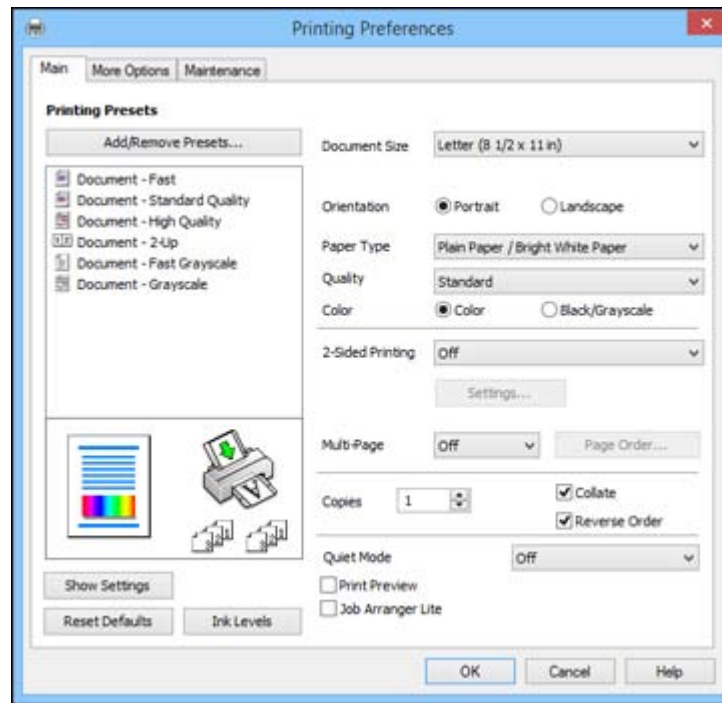 Printing Preferences
Main
More Options
Maintenance
Printing Presets
Add/Remove Presets...
Document - Fast
Document - Standard Quality
Document - High Quality
Document - 2-Up
Document - Fast Grayscale
Document - Grayscale
Show Settings
Reset Defaults
Ink Levels
Document Size
Letter (8 1/2 x 11 in)
Orientation
Portrait
Landscape
Paper Type
Plain Paper / Bright White Paper
Quality
Standard
Color
Color
Black/Grayscale
2-Sided Printing
Off
Settings...
Multi-Page
Off
Page Order...
Copies
1
Collate
Reverse Order
Quiet Mode
Off
Print Preview
Job Arranger Lite
OK
Cancel
Help